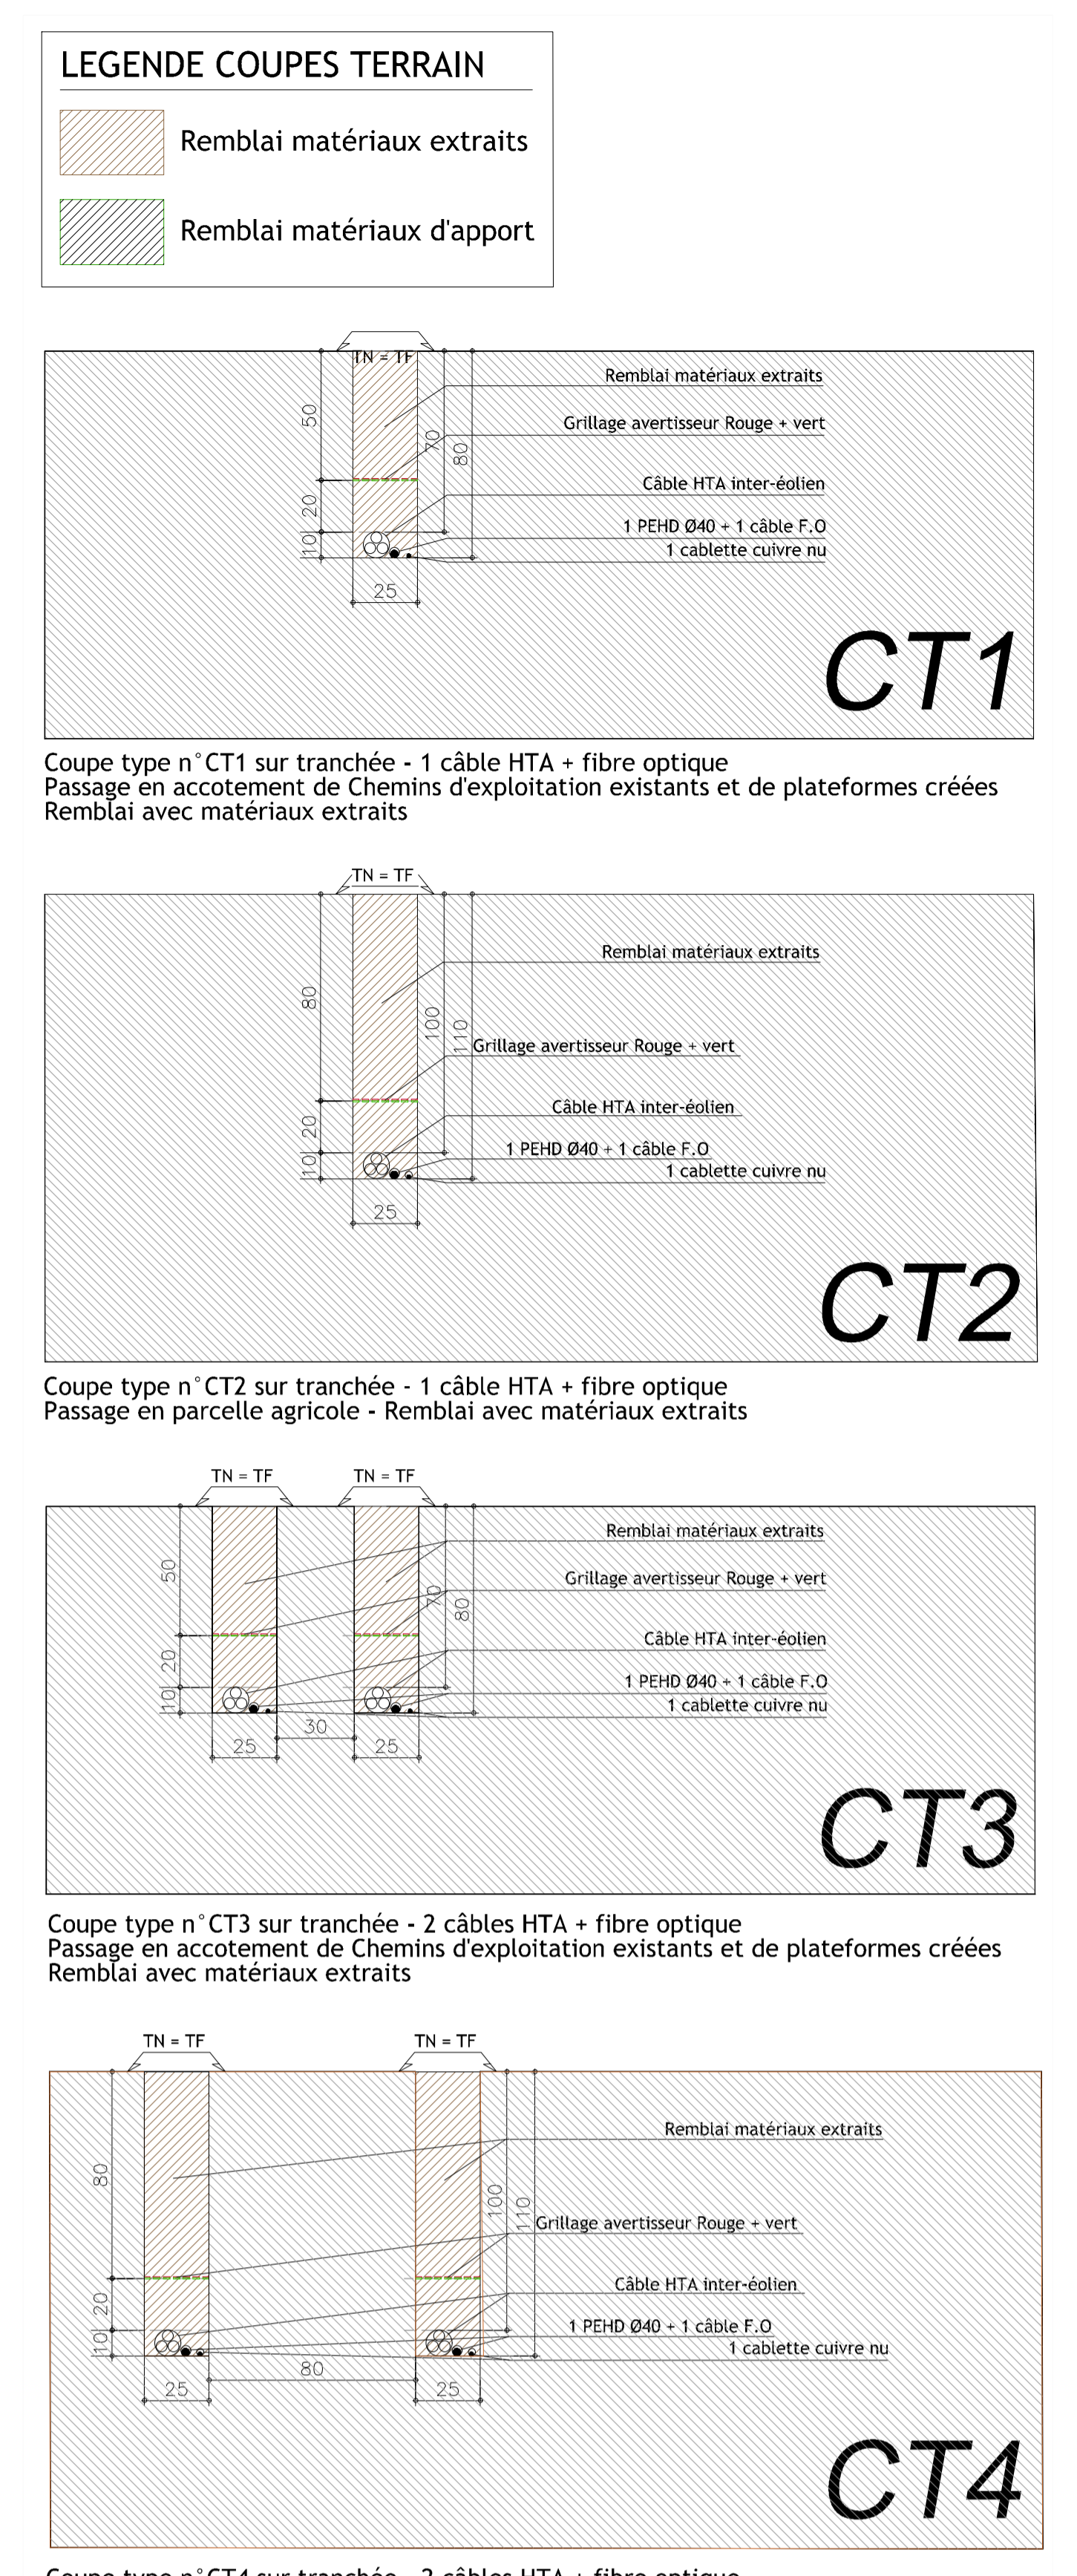 LEGENDE COUPES TERRAIN
Remblai matériaux extraits
Remblai matériaux d'apport
TN = TF
Remblai matériaux extraits
50
Grillage avertisseur Rouge + vert
70
80
Câble HTA inter-éolien
20
1 PEHD Ø40 + 1 câble F.O
10
1 cablette cuivre nu
25
CT1
Coupe type n°CT1 sur tranchée - 1 câble HTA + fibre optique
Passage en accotement de Chemins d'exploitation existants et de plateformes créées
Remblai avec matériaux extraits
TN = TF
Remblai matériaux extraits
80
100
110
Grillage avertisseur Rouge + vert
Câble HTA inter-éolien
20
1 PEHD Ø40 + 1 câble F.O
10
1 cablette cuivre nu
25
CT2
Coupe type n°CT2 sur tranchée - 1 câble HTA + fibre optique
Passage en parcelle agricole - Remblai avec matériaux extraits
TN = TF
TN = TF
Remblai matériaux extraits
50
Grillage avertisseur Rouge + vert
70
80
Câble HTA inter-éolien
20
1 PEHD Ø40 + 1 câble F.O
10
1 cablette cuivre nu
30
25
25
CT3
Coupe type n°CT3 sur tranchée - 2 câbles HTA + fibre optique
Passage en accotement de Chemins d'exploitation existants et de plateformes créées
Remblai avec matériaux extraits
TN = TF
TN = TF
Remblai matériaux extraits
80
100
110
Grillage avertisseur Rouge + vert
Câble HTA inter-éolien
20
1 PEHD Ø40 + 1 câble F.O
10
1 cablette cuivre nu
80
25
25
CT4
Coupe type n°CT4 sur tranchée - 2 câbles HTA + fibre optique